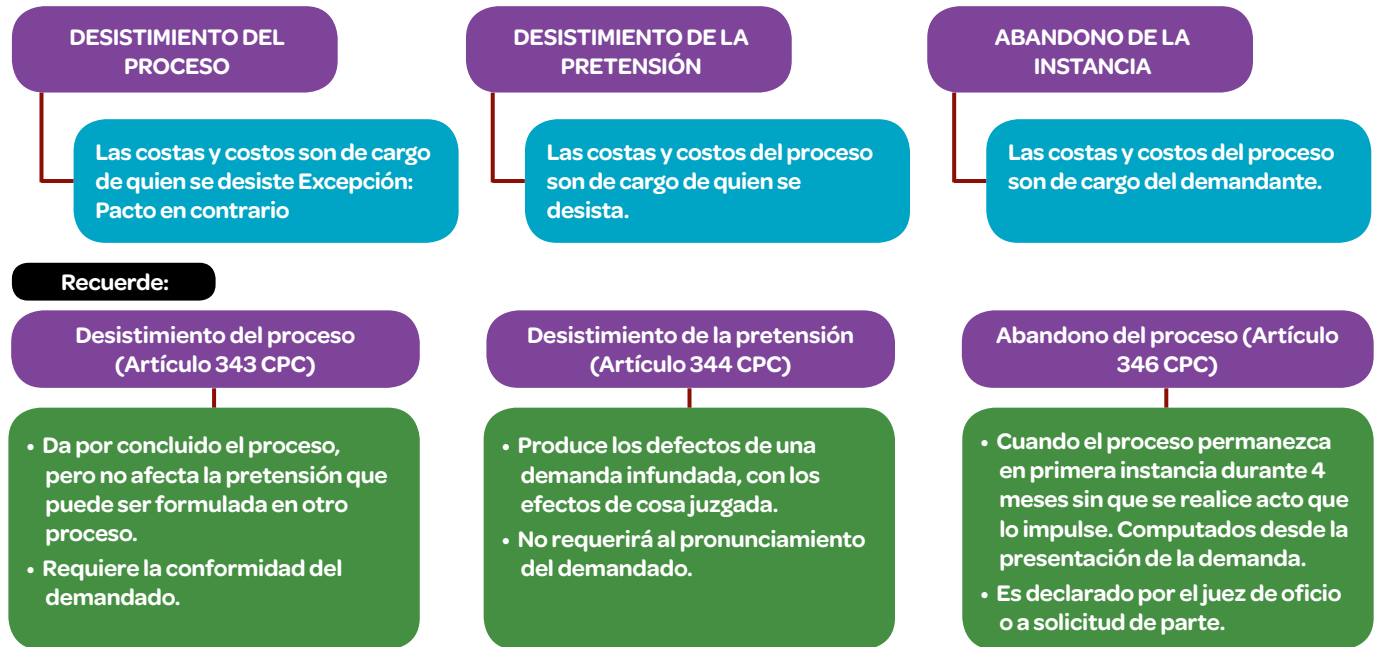 DESISTIMIENTO DEL
PROCESO
Las costas y costos son de cargo
de quien se desiste Excepción:
Pacto en contrario
DESISTIMIENTO DE LA
PRETENSIÓN
Las costas y costos del proceso
son de cargo de quien se
desista.
ABANDONO DE LA
INSTANCIA
Las costas y costos del proceso
son de cargo del demandante.
Recuerde:
Desistimiento del proceso
(Artículo 343 CPC)
• Da por concluido el proceso,
pero no afecta la pretensión que
puede ser formulada en otro
proceso.
• Requiere la conformidad del
demandado.
Desistimiento de la pretensión
(Artículo 344 CPC)
• Produce los defectos de una
demanda infundada, con los
efectos de cosa juzgada.
• No requerirá al pronunciamiento
del demandado.
Abandono del proceso (Artículo
346 CPC)
• Cuando el proceso permanezca
en primera instancia durante 4
meses sin que se realice acto que
lo impulse. Computados desde la
presentación de la demanda.
• Es declarado por el juez de oficio
o a solicitud de parte.